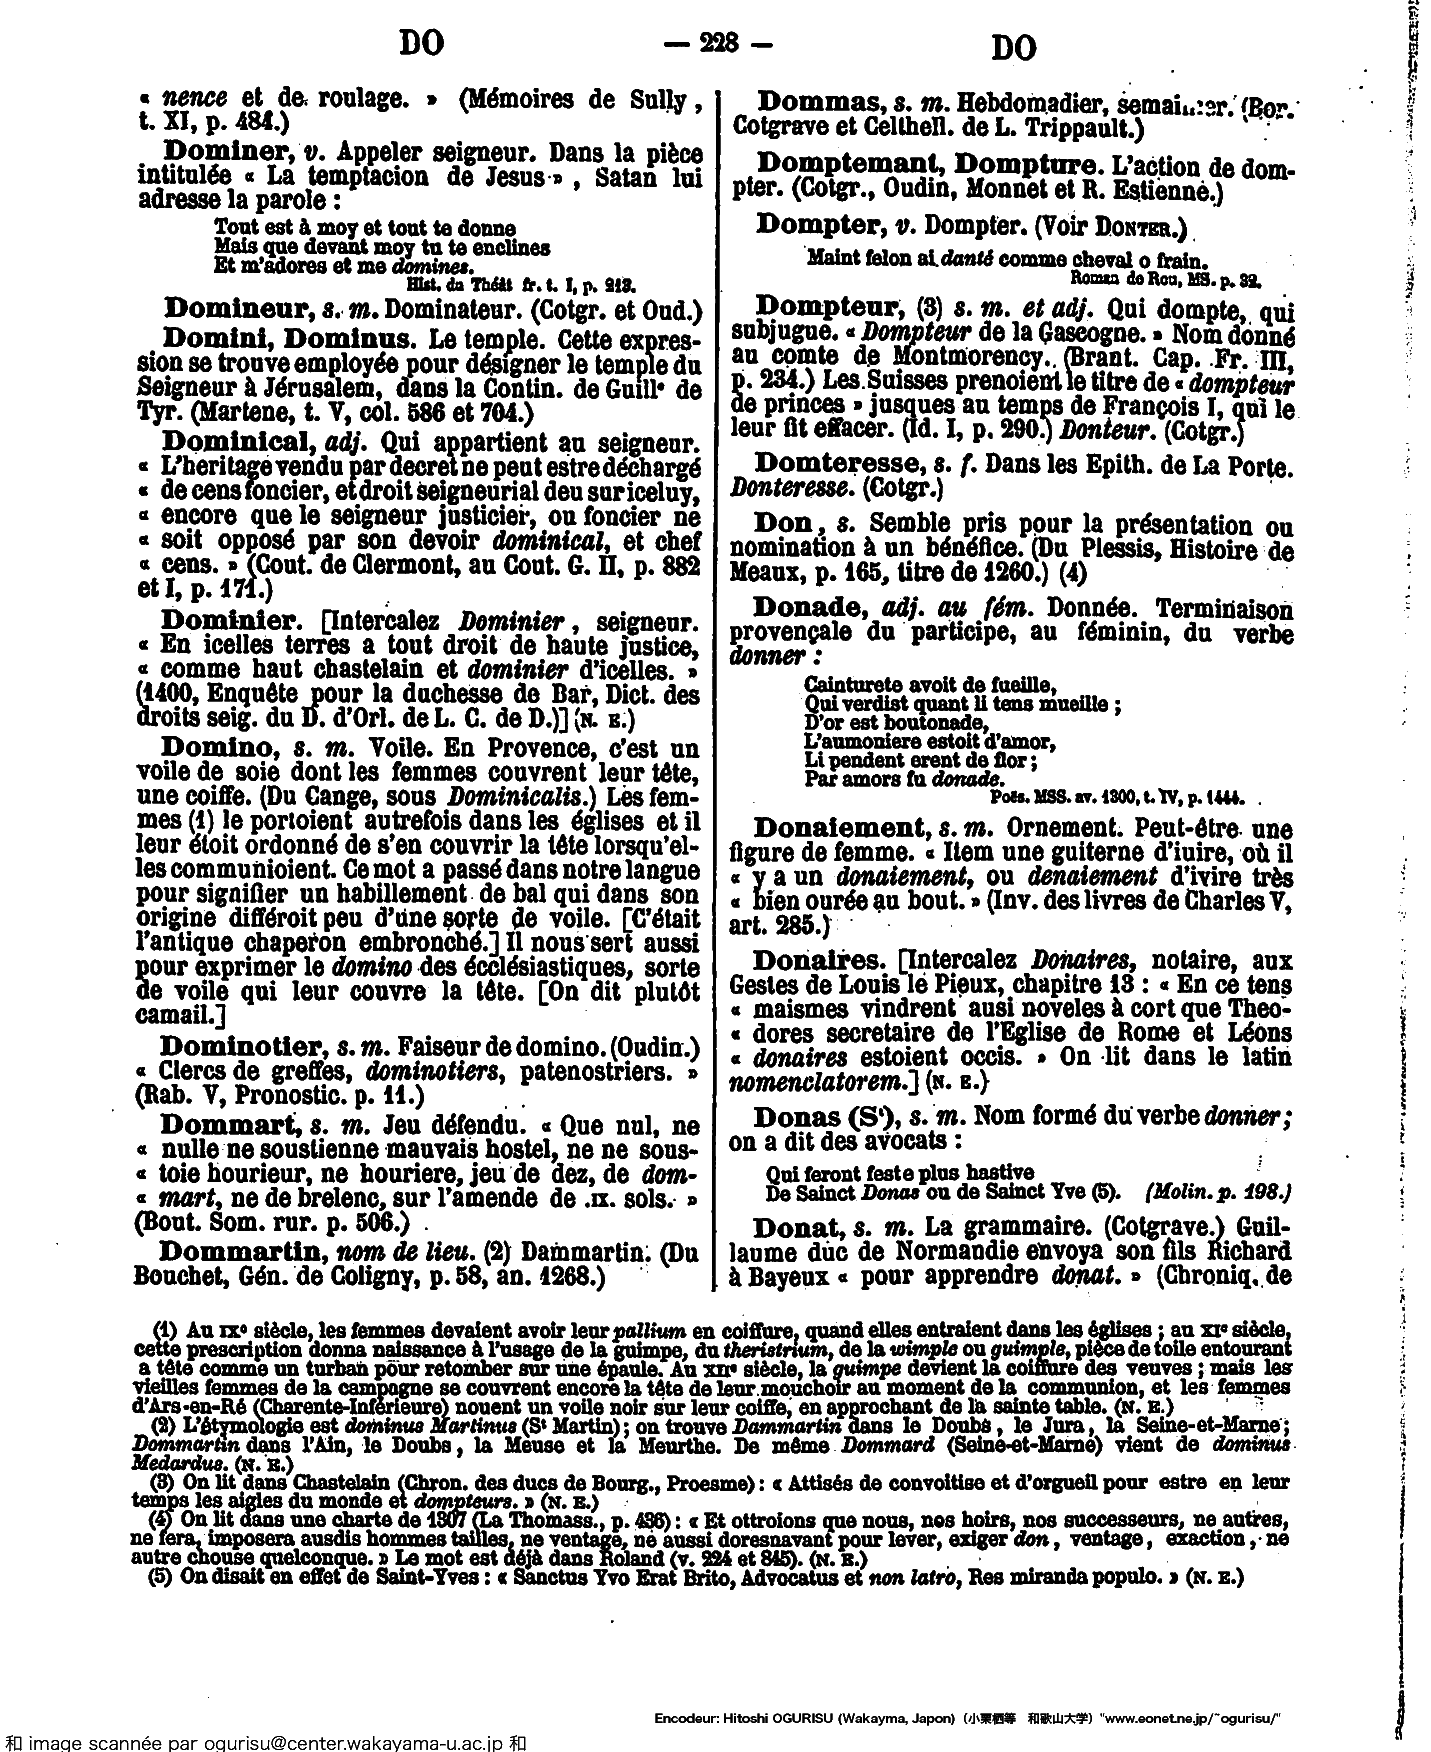 DO — 228 — DO
« nence et de roulage. » (Mémoires de Sully,
t. XI, p. 484.)
Dominer, v. Appeler seigneur. Dans la pièce
intitulée « La temptacion de Jesus », Satan lui
adresse la parole :
Tout est à moy et tout te donne
Mais que devant moy tu te enclines
Et m'adores et me domines.
Hist. du Théât fr. t. I, p. 213.
Domineur, s. m. Dominateur. (Cotgr. et Oud.)
Domini, Dominus. Le temple. Cette expres-
sion se trouve employée pour désigner le temple du
Seigneur à Jérusalem, dans la Contin. de Guille de
Tyr. (Martene, t. V, col. 586 et 704.)
Dominical, adj. Qui appartient au seigneur.
« L'heritage vendu par decret ne peut estre déchargé
« de cens foncier, et droit seigneurial deu sur iceluy,
« encore que le seigneur justicier, ou foncier ne
« soit opposé par son devoir dominical, et chef
« cens. » (Cout. de Clermont, au Cout. G. II, p. 882
et I, p. 171.)
Dominier. [Intercalez Dominier, seigneur.
« En icelles terres a tout droit de haute justice,
« comme haut chastelain et dominier d'icelles. »
(1400, Enquête pour la duchesse de Bar, Dict. des
droits seig. du D. d'Orl. de L. C. de D.)] (N. E.)
Domino, s. m. Voile. En Provence, c'est un
voile de soie dont les femmes couvrent leur tête,
une coiffe. (Du Cange, sous Dominicalis.) Les fem-
mes (1) le portoient autrefois dans les églises et il
leur étoit ordonné de s'en couvrir la tête lorsqu'el-
les communioient. Ce mot a passé dans notre langue
pour signifier un habillement de bal qui dans son
origine différoit peu d'une sorte de voile. [C'était
l'antique chaperon embronché.] Il nous sert aussi
pour exprimer le domino des écclésiastiques, sorte
de voile qui leur couvre la tête. [On dit plutôt
camail.]
Dominotier, s. m. Faiseur de domino. (Oudin.)
« Clercs de greffes, dominotiers, patenostriers. »
(Rab. V, Pronostic. p. 11.)
Dommart, s. m. Jeu défendu. « Que nul, ne
« nulle ne soustienne mauvais hostel, ne ne sous-
« toie hourieur, ne houriere, jeu de dez, de dom-
« mart, ne de brelenc, sur l'amende de .IX. sols. »
(Bout. Som. rur. p. 506.)
Dommartin, nom de lieu. (2) Dammartin. (Du
Bouchet, Gén. de Coligny, p. 58, an. 1268.)
Dommas, s. m. Hebdomadier, semainier. (Bor.
Cotgrave et Celthell. de L. Trippault.)
Domptemant, Dompture. L'action de dom-
pter. (Cotgr., Oudin, Monnet et R. Estienne.)
Dompter, v. Dompter. (Voir DONTER.)
Maint felon ai danté comme cheval o frain.
Roman de Rou, MS. p. 32.
Dompteur, (3) s. m. et adj. Qui dompte, qui
subjugue. « Dompteur de la Gascogne. » Nom donné
au comte de Montmorency. (Brant. Cap. Fr. III,
p. 234.) Les Suisses prenoient le titre de « dompteur
de princes » jusques au temps de François I, qui le
leur fit effacer. (Id. I, p. 290.) Donteur. (Cotgr.)
Domteresse, s. f. Dans les Epith. de La Porte.
Donteresse. (Cotgr.)
Don, s. Semble pris pour la présentation ou
nomination à un bénéfice. (Du Plessis, Histoire de
Meaux, p. 165, titre de 1260.) (4)
Donade, adj. au fém. Donnée. Terminaison
provençale du participe, au féminin, du verbe
donner :
Cainturete avoit de fueille,
Qui verdist quant li tens mueille ;
D'or est boutonade,
L'aumoniere estoit d'amor,
Li pendent erent de flor ;
Par amors fu donade.
Poës. MSS. av. 1300, t. IV, p. 1444.
Donaiement, s. m. Ornement. Peut-être une
figure de femme. « Item une guiterne d'iuire, où il
« y a un donaiement, ou denaiement d'ivire très
« bien ourée au bout. » (Inv. des livres de Charles V,
art. 285.)
Donaires. [Intercalez Donaires, notaire, aux
Gestes de Louis le Pieux, chapitre 13 : « En ce tens
« maismes vindrent ausi noveles à cort que Theo-
« dores secretaire de l'Eglise de Rome et Léons
« donaires estoient occis. » On lit dans le latin
nomenclatorem.] (N. E.)
Donas (St), s. m. Nom formé du verbe donner ;
on a dit des avocats :
Qui feront feste plus hastive
De Sainct Donas ou de Sainct Yve (5). (Molin. p. 198.)
Donat, s. m. La grammaire. (Cotgrave.) Guil-
laume duc de Normandie envoya son fils Richard
à Bayeux « pour apprendre donat. » (Chroniq. de
(1) Au IXe siècle, les femmes devaient avoir leur pallium en coiffure, quand elles entraient dans les églises ; au XIe siècle,
cette prescription donna naissance à l'usage de la guimpe, du theristrium, de la wimple ou guimple, pièce de toile entourant
a tête comme un turban pour retomber sur une épaule. Au XIIe siècle, la guimpe devient la coiffure des veuves ; mais les
vieilles femmes de la campagne se couvrent encore la tête de leur mouchoir au moment de la communion, et les femmes
d'Ars-en-Ré (Charente-Inférieure) nouent un voile noir sur leur coiffe, en approchant de la sainte table. (N. E.)
(2) L'étymologie est dominus Martinus (St Martin) ; on trouve Dammartin dans le Doubs, le Jura, la Seine-et-Marne ;
Dommartin dans l'Ain, le Doubs, la Meuse et la Meurthe. De même Dommard (Seine-et-Marne) vient de dominus
Medardus. (N. E.)
(3) On lit dans Chastelain (Chron. des ducs de Bourg., Proesme) : « Attisés de convoitise et d'orgueil pour estre en leur
temps les aigles du monde et dompteurs. » (N. E.)
(4) On lit dans une charte de 1307 (La Thomass., p. 436) : « Et ottroions que nous, nos hoirs, nos successeurs, ne autres,
ne fera, imposera ausdis hommes tailles, ne ventage, ne aussi doresnavant pour lever, exiger don, ventage, exaction, ne
autre chouse quelconque. » Le mot est déjà dans Roland (v. 224 et 845). (N. E.)
(5) On disait en effet de Saint-Yves : « Sanctus Yvo Erat Brito, Advocatus et non latro, Res miranda populo. » (N. E.)
Encodeur: Hitoshi OGURISU (Wakayma, Japon) (小栗栖等 和歌山大学) "www.eonet.ne.jp/~ogurisu/"
和 image scannée par ogurisu@center.wakayama-u.ac.jp 和